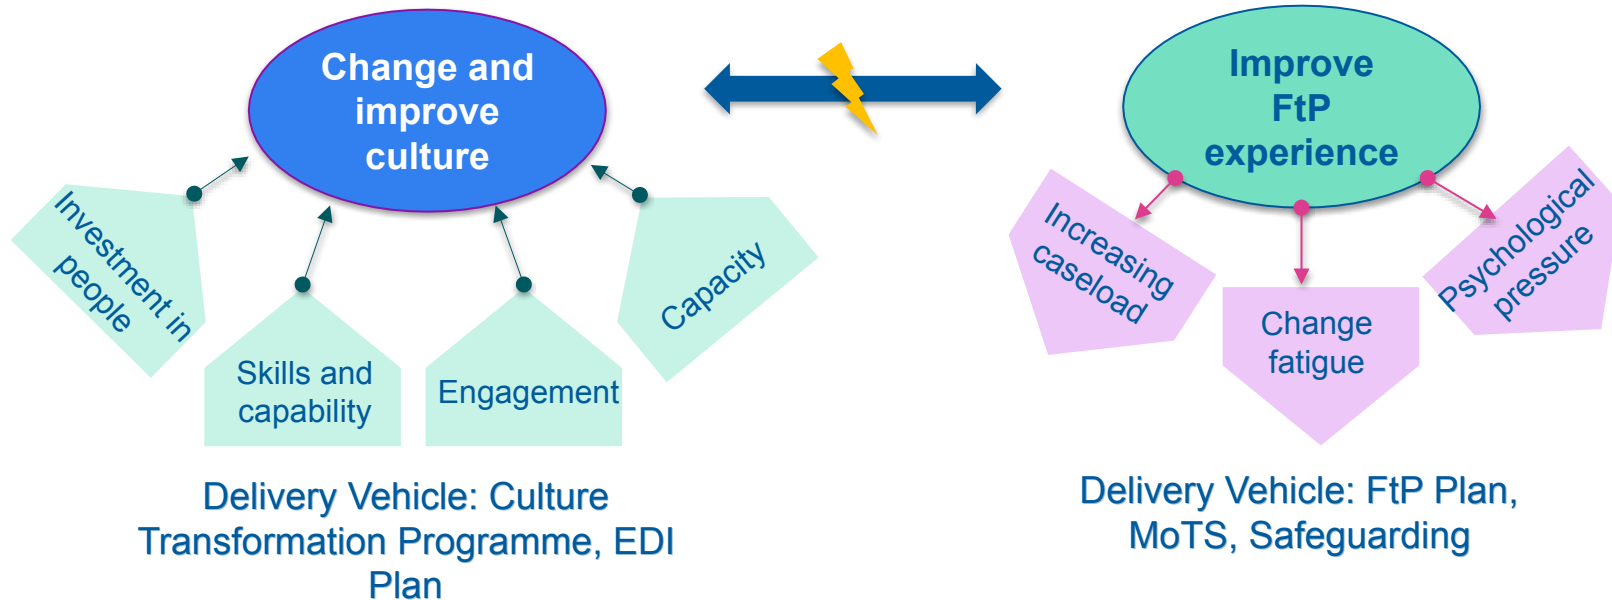 Change and
improve
culture
Improve
FtP
experience
Investment in
people
Skills and
capability
Engagement
Capacity
Increasing
caseload
Change
fatigue
Psychological
pressure
Delivery Vehicle: Culture
Transformation Programme, EDI
Plan
Delivery Vehicle: FtP Plan,
MoTS, Safeguarding